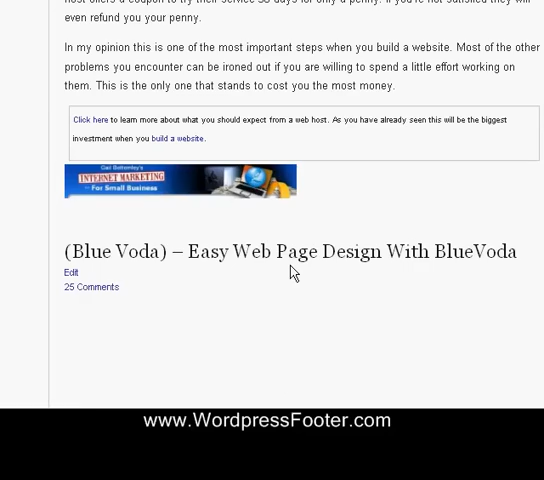 host offers a coupon to try their service 30 days for only a penny. If you're not satisfied they will
even refund you your penny.
In my opinion this is one of the most important steps when you build a website. Most of the other
problems you encounter can be ironed out if you are willing to spend a little effort working on
them. This is the only one that stands to cost you the most money.
Click here to learn more about what you should expect from a web host. As you have already seen this will be the biggest
investment when you build a website.
INTERNET MARKETING
For Small Business
(Blue Voda) – Easy Web Page Design With BlueVoda
Edit
25 Comments
www.WordpressFooter.com